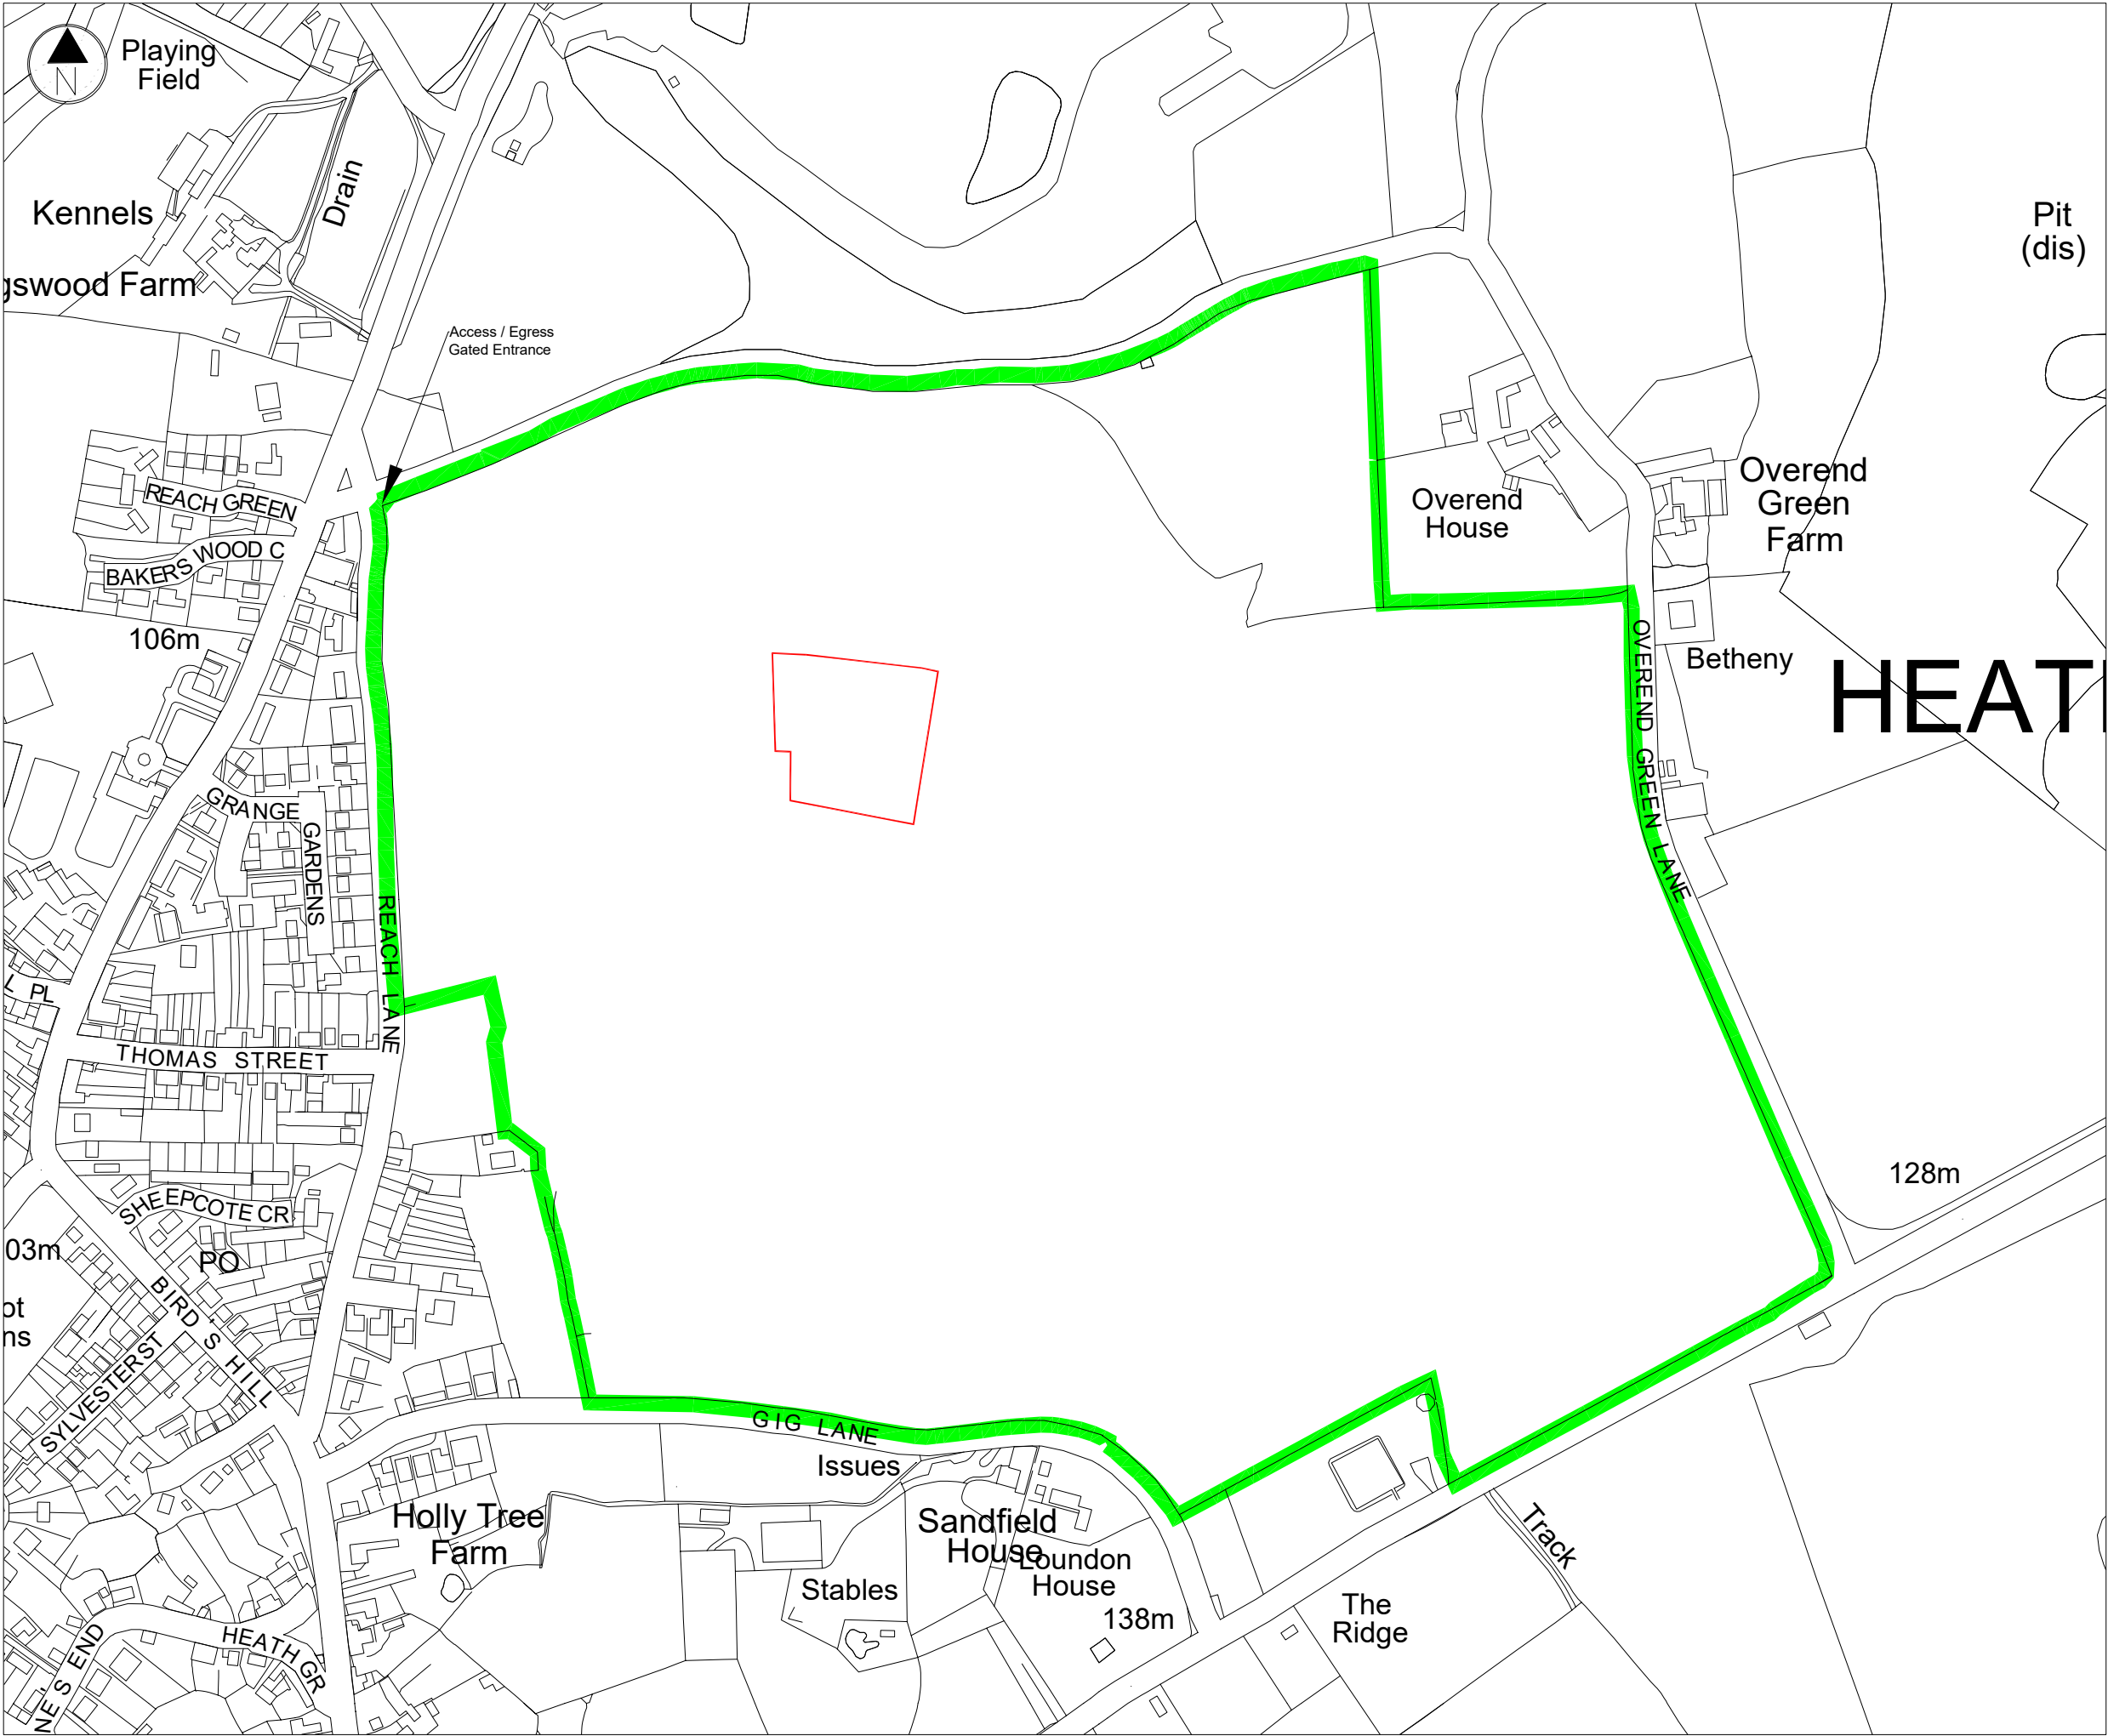 N
Playing
Field
Kennels
Drain
gswood Farm
Access / Egress
Gated Entrance
Pit
(dis)
REACH GREEN
BAKERS WOOD C
106m
Overend
House
Overend
Green
Farm
Betheny
HEATH
OVEREND GREEN LANE
GRANGE
GARDENS
REACH LANE
L PL
THOMAS STREET
SHEEPCOTE CR
03m
PO
ot
ns
BIRD'S HILL
SYLVESTER ST
128m
GIG LANE
Issues
Holly Tree
Farm
Sandfield
House
Loundon
House
Stables
138m
Track
The
Ridge
HEATH GR
NE'S END